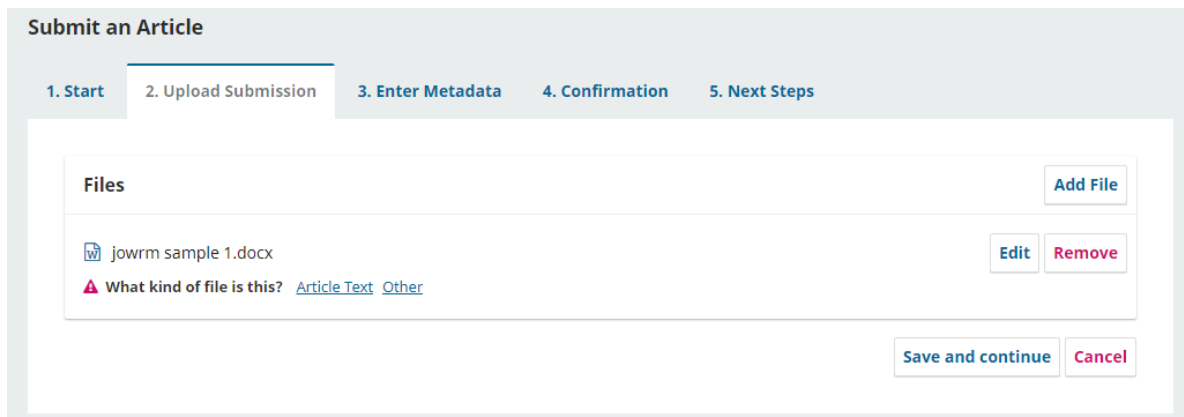 Submit an Article
1. Start 2. Upload Submission 3. Enter Metadata 4. Confirmation 5. Next Steps
Files Add File
jowrm sample 1.docx Edit Remove
What kind of file is this? Article Text Other
Save and continue Cancel